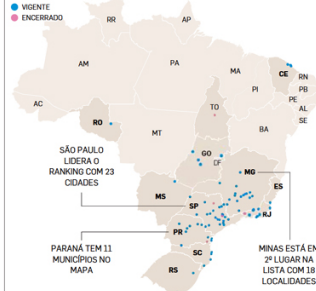 VIGENTE
ENCERRADO
RR
AP
AM
PA
MA
CE
RN
PB
PE
AL
SE
PI
AC
TO
RO
BA
MT
GO
DF
MG
ES
MS
SP
RJ
PR
SC
RS
SÃO PAULO
LIDERA O
RANKING COM 23
CIDADES
PARANÁ TEM 11
MUNICÍPIOS NO
MAPA
MINAS ESTÁ EM
2º LUGAR NA
LISTA COM 18
LOCALIDADES